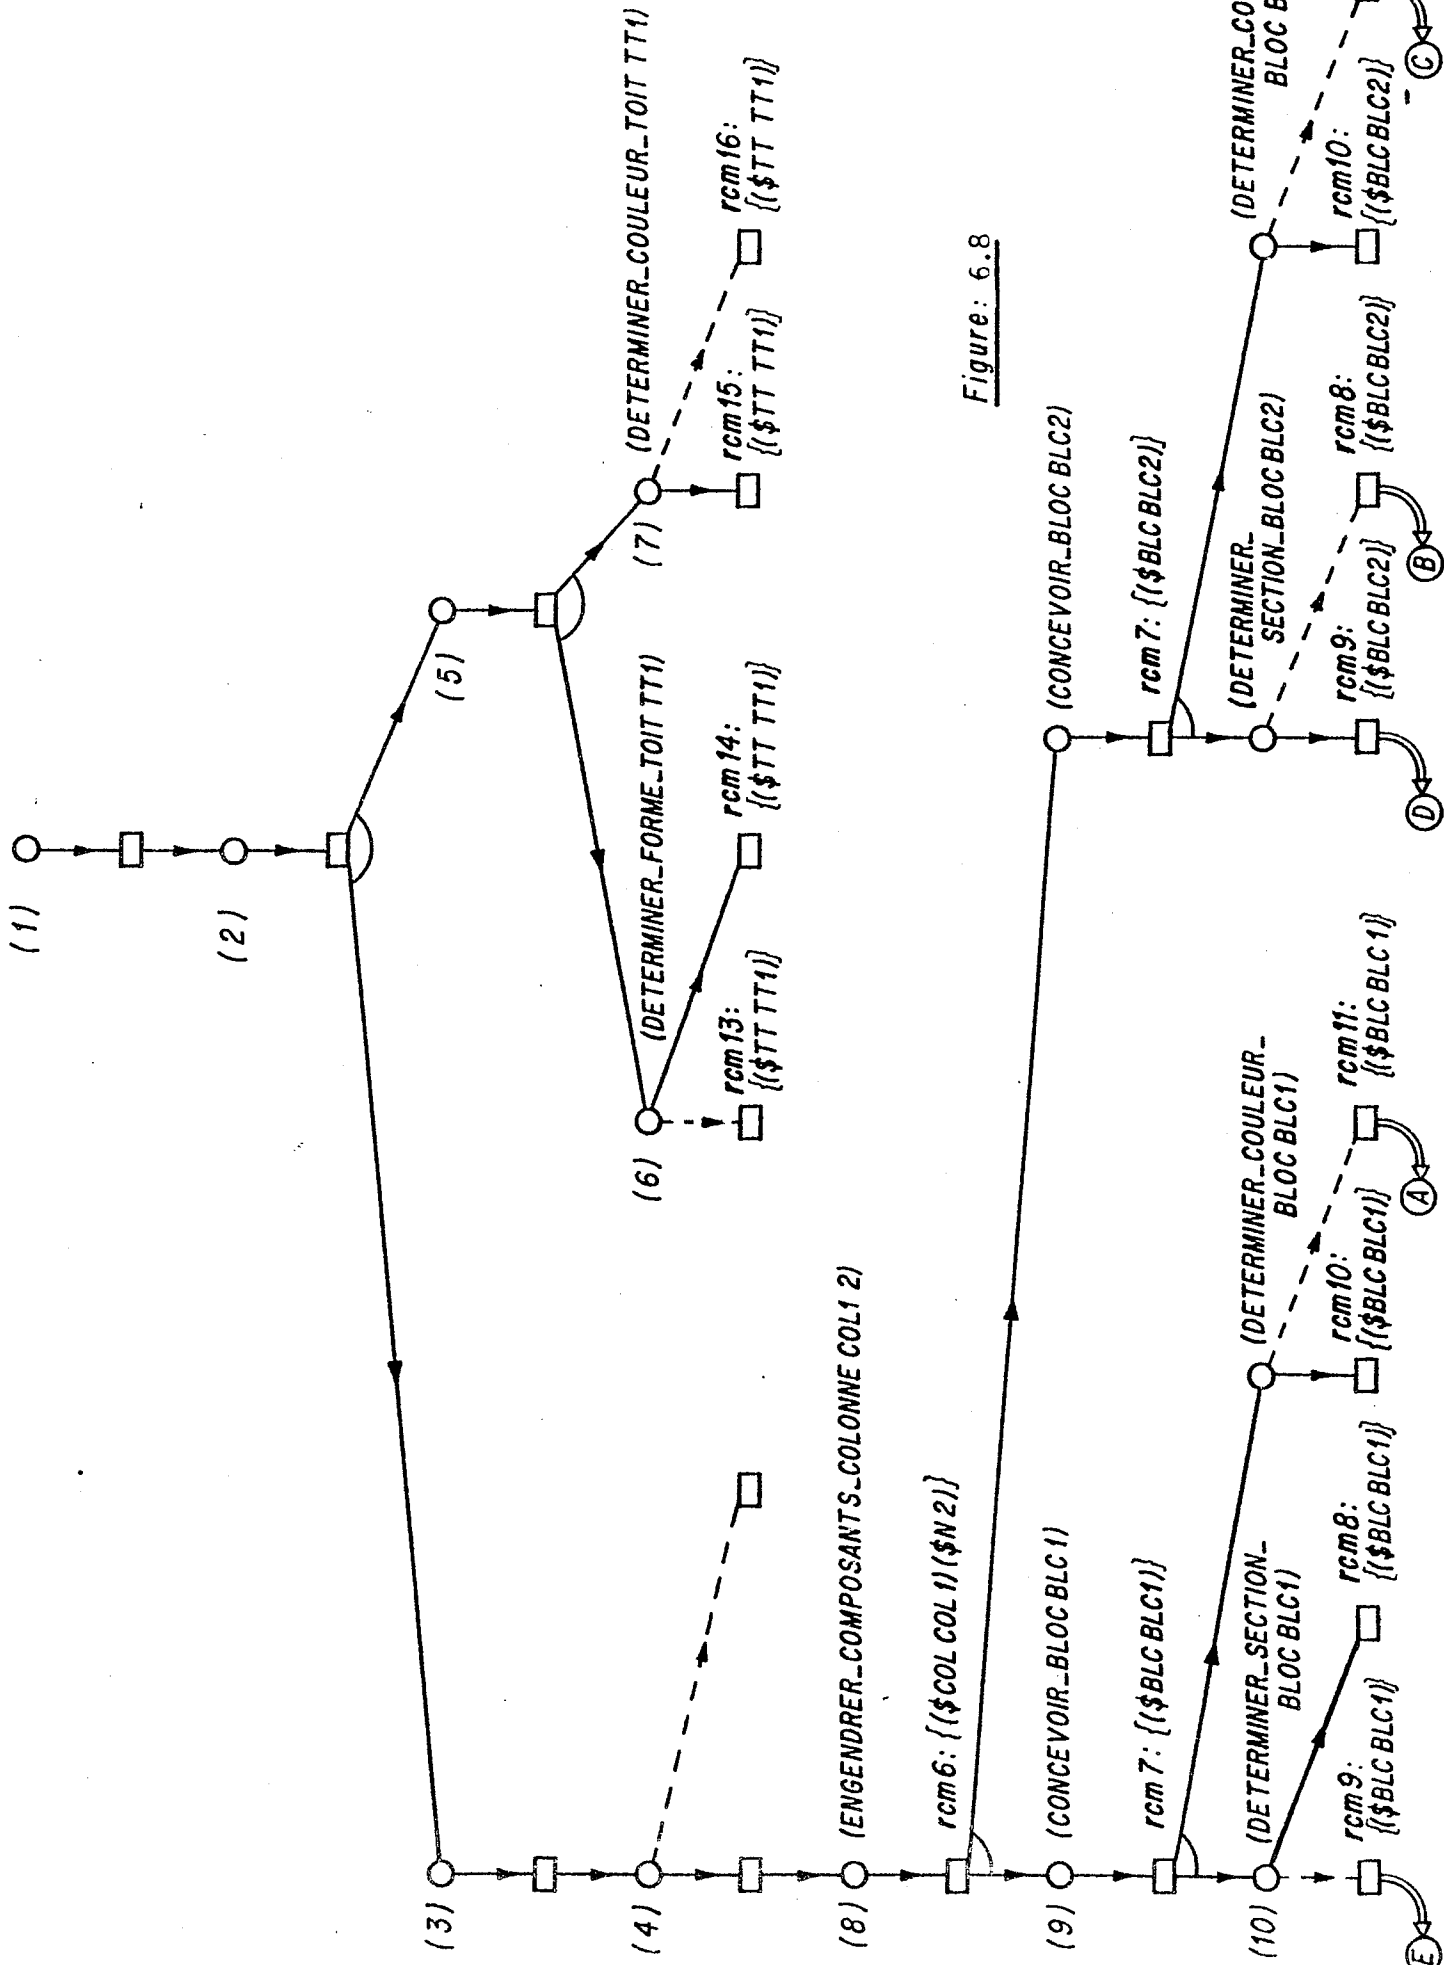 (1)
(2)
(3)
(5)
(4)
(6)
(DETERMINER_FORME_TOIT TT1)
(7)
(DETERMINER_COULEUR_TOIT TT1)
rcm13:
{($TT TT1)}
rcm14:
{($TT TT1)}
rcm15:
{($TT TT1)}
rcm16:
{($TT TT1)}
(8)
(ENGENDRER_COMPOSANTS_COLONNE COL1 2)
rcm6: {($COL COL1)($N 2)}
Figure: 6.8
(9)
(CONCEVOIR_BLOC BLC1)
(CONCEVOIR_BLOC BLC2)
rcm7: {($BLC BLC1)}
rcm7: {($BLC BLC2)}
(10)
(DETERMINER_SECTION_
BLOC BLC1)
(DETERMINER_COULEUR_
BLOC BLC1)
(DETERMINER_
SECTION_BLOC BLC2)
(DETERMINER_CO
BLOC B
rcm9:
{($BLC BLC1)}
rcm8:
{($BLC BLC1)}
rcm10:
{($BLC BLC1)}
rcm11:
{($BLC BLC1)}
rcm9:
{($BLC BLC2)}
rcm8:
{($BLC BLC2)}
rcm10:
{($BLC BLC2)}
E
A
D
B
C